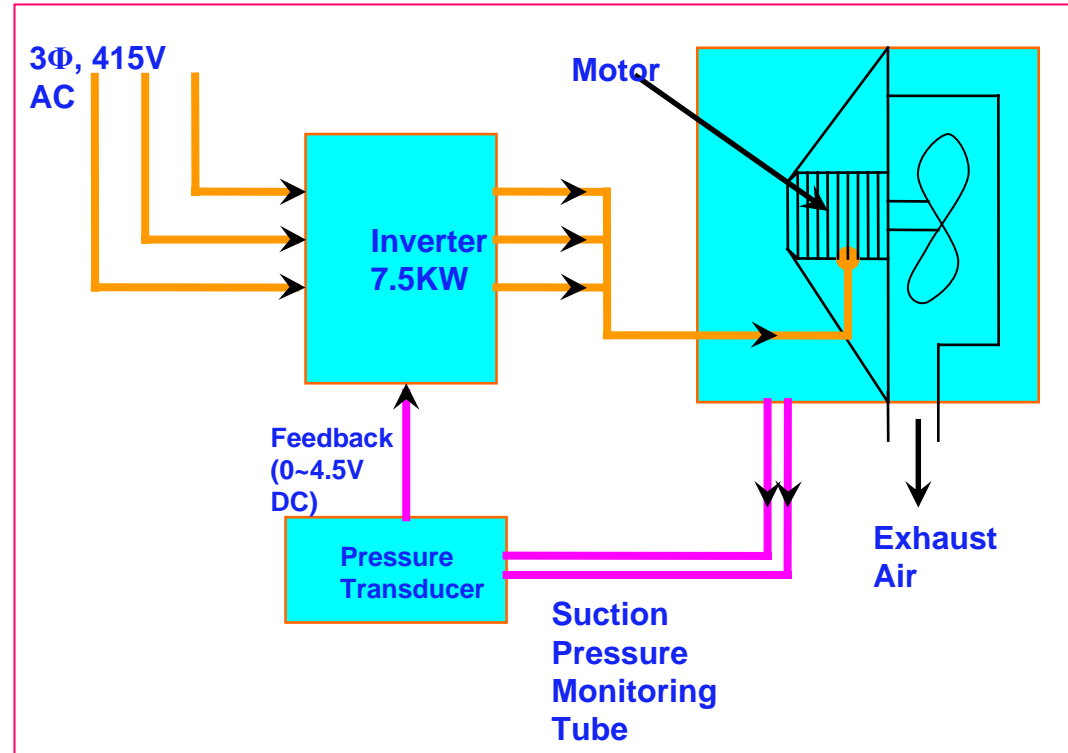 3Φ, 415V
AC
Motor
Inverter
7.5KW
Feedback
(0~4.5V
DC)
Pressure
Transducer
Suction
Pressure
Monitoring
Tube
Exhaust
Air